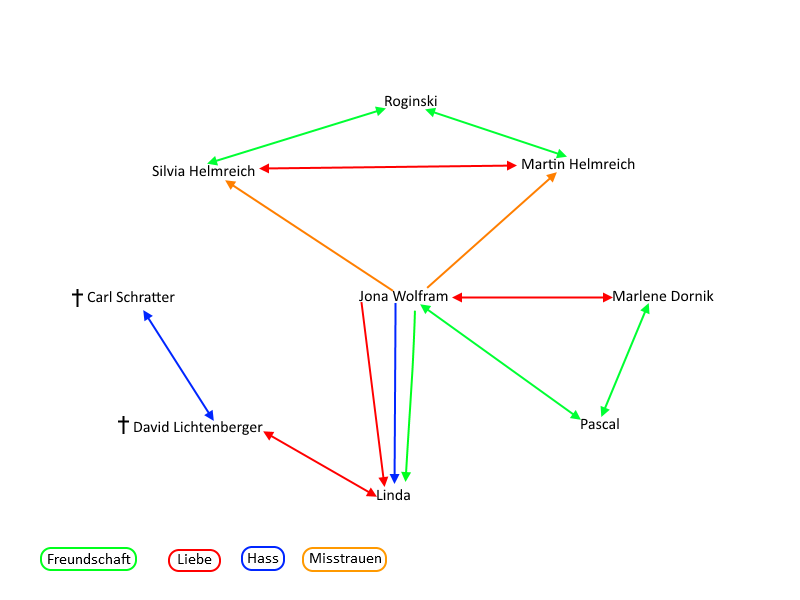 Roginski
Silvia Helmreich
Martin Helmreich
† Carl Schratter
Jona Wolfram
Marlene Dornik
† David Lichtenberger
Pascal
Linda
Freundschaft
Liebe
Hass
Misstrauen